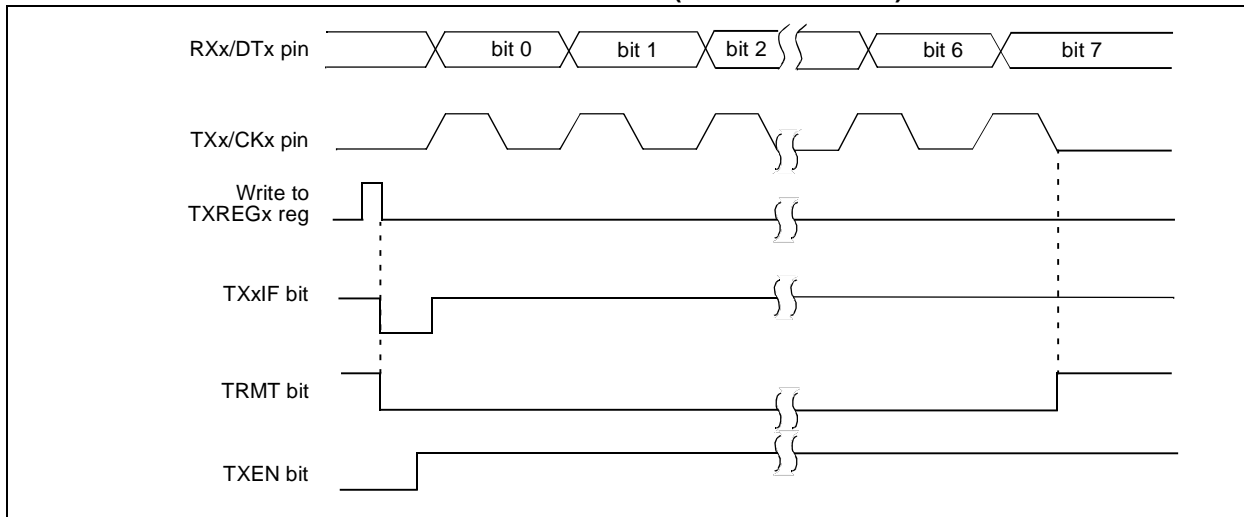 RXx/DTx pin
bit 0 bit 1 bit 2 bit 6 bit 7
TXx/CKx pin
Write to
TXREGx reg
TXxIF bit
TRMT bit
TXEN bit